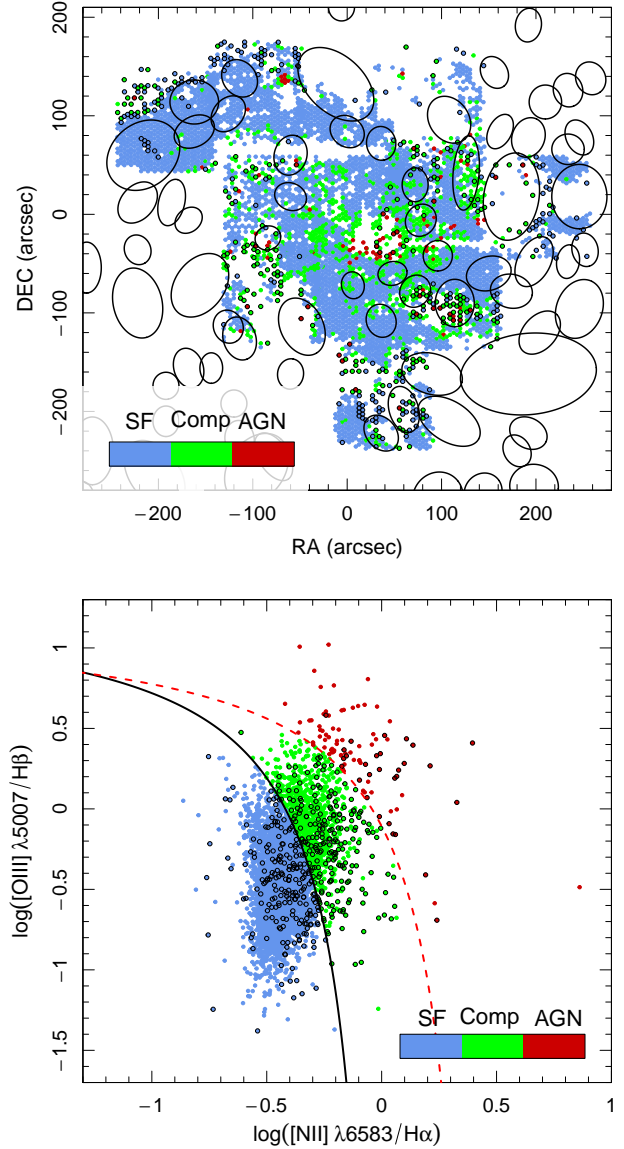 200
100
0
−100
−200
DEC (arcsec)
SF Comp AGN
−200 −100 0 100 200
RA (arcsec)
1
0.5
0
−0.5
−1
−1.5
log([OIII] λ5007/Hβ)
SF Comp AGN
−1 −0.5 0 0.5 1
log([NII] λ6583/Hα)